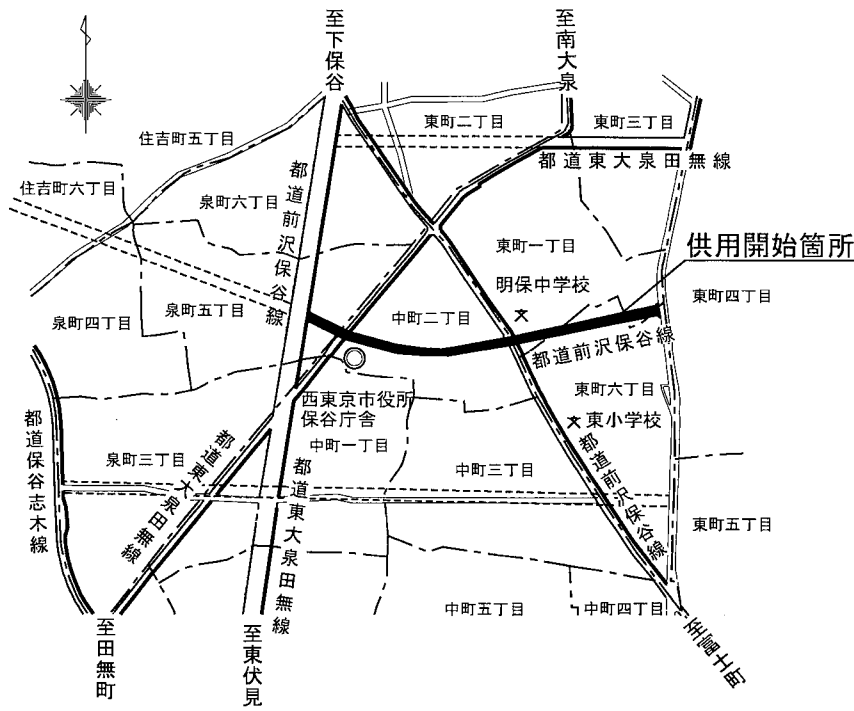 至下保谷
至南大泉
東町二丁目
東町三丁目
住吉町五丁目
都道東大泉田無線
住吉町六丁目
泉町六丁目
都道前沢保谷線
東町一丁目
供用開始箇所
明保中学校
文
東町四丁目
泉町四丁目
泉町五丁目
中町二丁目
都道前沢保谷線
西東京市役所
保谷庁舎
東町六丁目
文東小学校
中町一丁目
都道保谷志木線
泉町三丁目
都道東大泉田無線
都道東大泉田無線
中町三丁目
都道前沢保谷線
東町五丁目
中町五丁目
中町四丁目
至田無町
至東伏見
至富士町